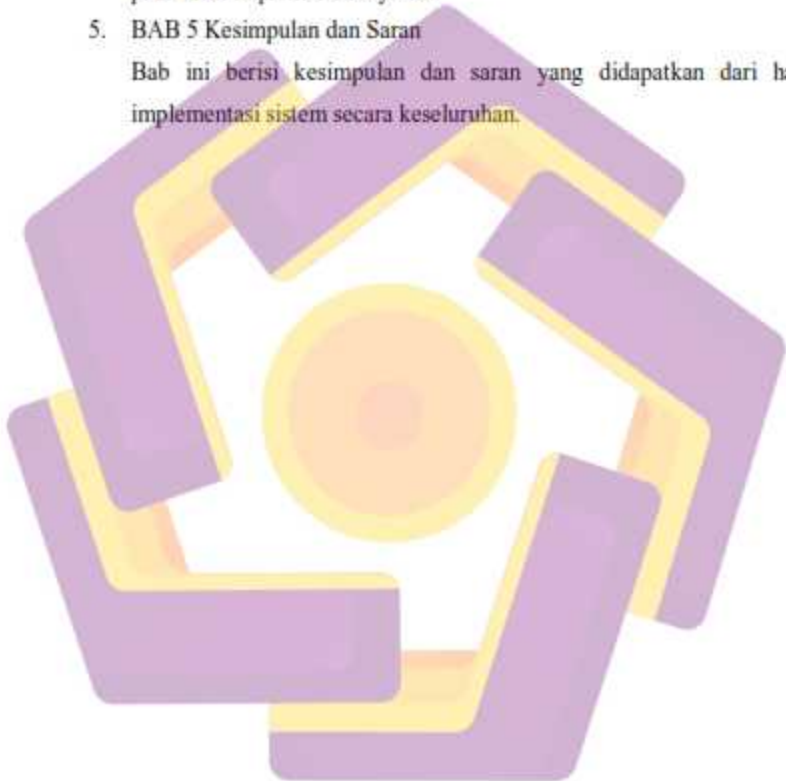 5. BAB 5 Kesimpulan dan Saran
Bab ini berisi kesimpulan dan saran yang didapatkan dari
implementasi sistem secara keseluruhan.